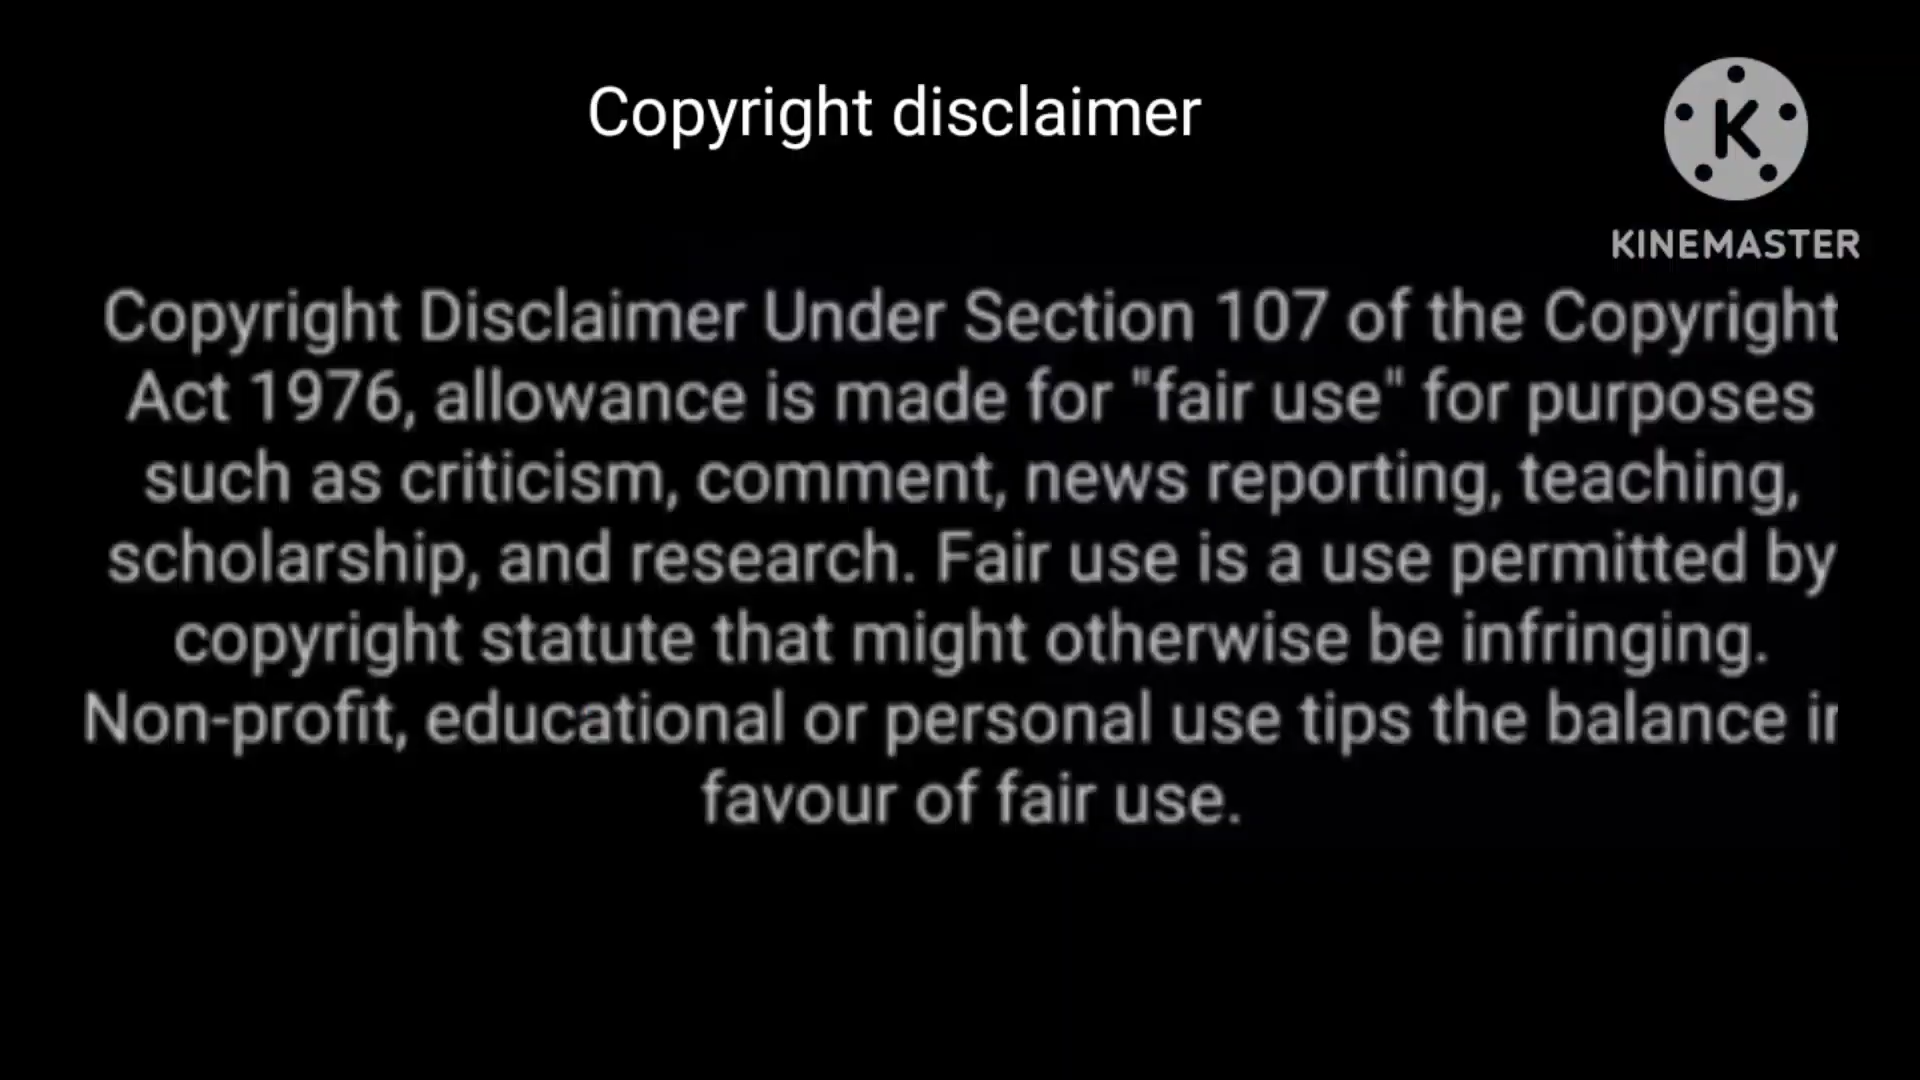 Copyright disclaimer
K
KINEMASTER
Copyright Disclaimer Under Section 107 of the Copyright
Act 1976, allowance is made for "fair use" for purposes
such as criticism, comment, news reporting, teaching,
scholarship, and research. Fair use is a use permitted by
copyright statute that might otherwise be infringing.
Non-profit, educational or personal use tips the balance in
favour of fair use.